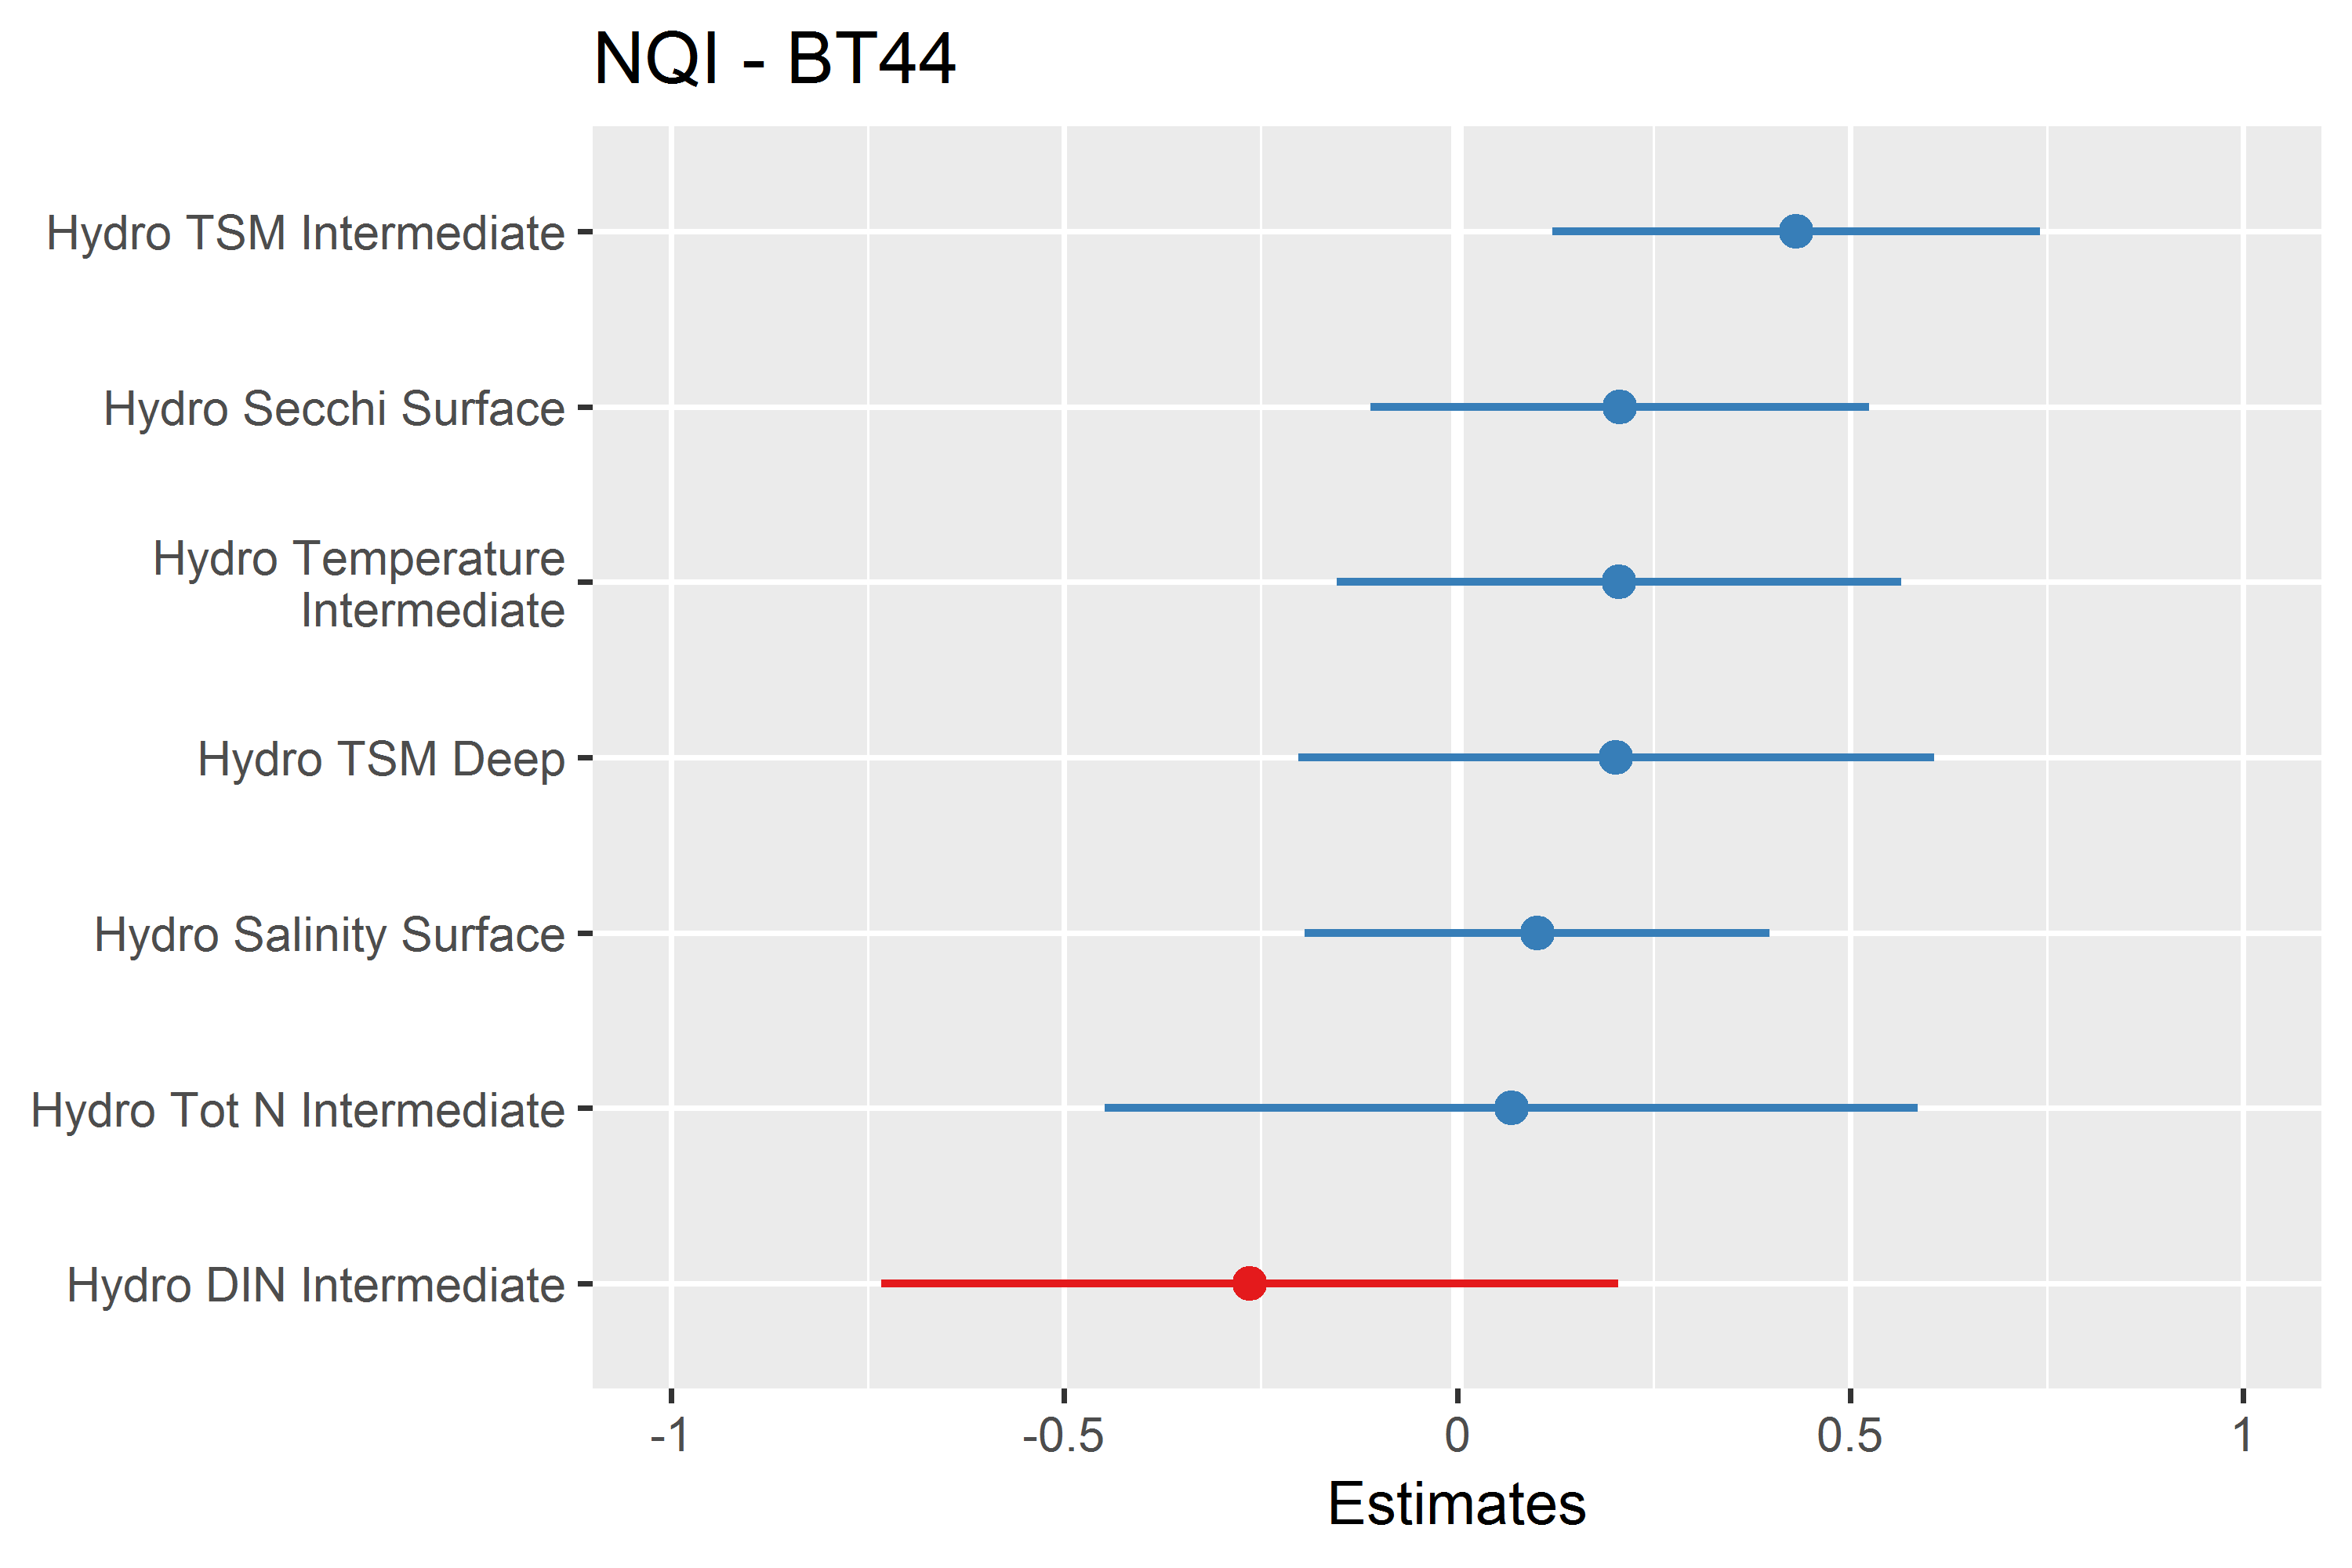 NQI - BT44
Hydro TSM Intermediate
Hydro Secchi Surface
Hydro Temperature
Intermediate
Hydro TSM Deep
Hydro Salinity Surface
Hydro Tot N Intermediate
Hydro DIN Intermediate
-1 -0.5 0 0.5 1
Estimates